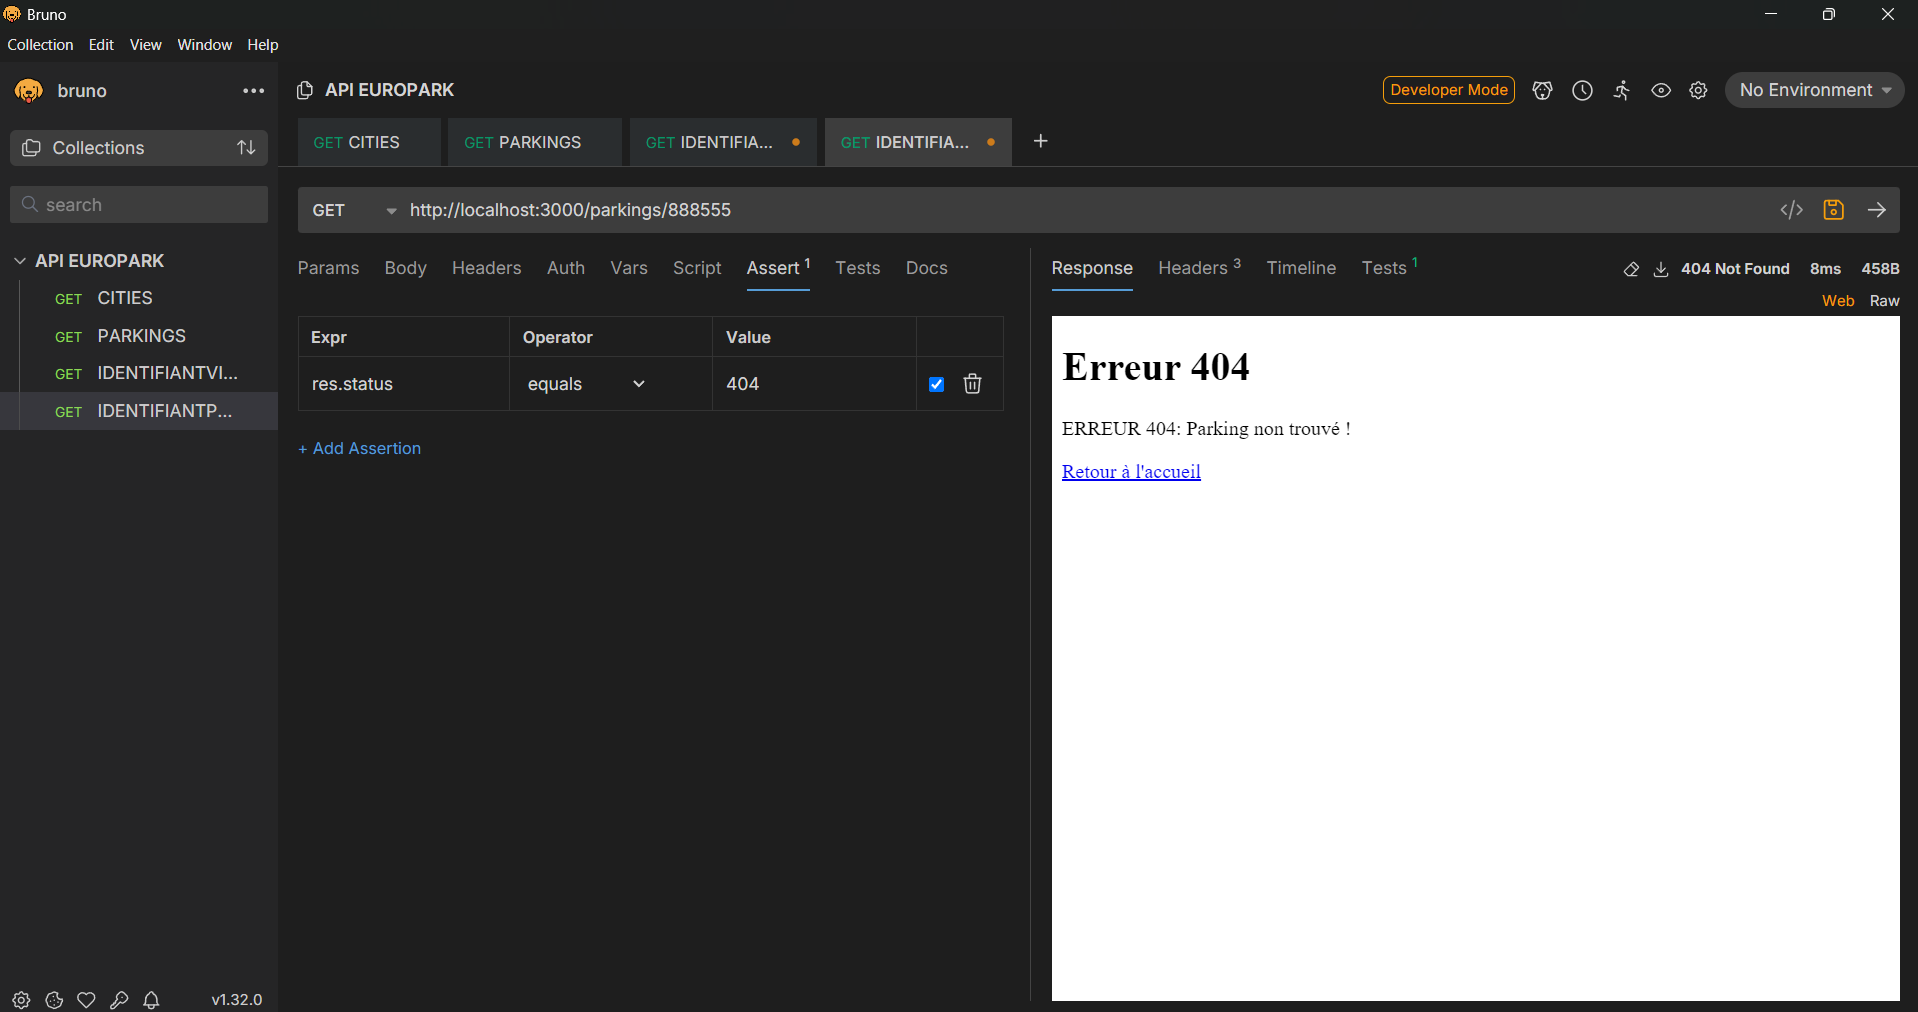 Bruno
Collection Edit View Window Help
bruno
API EUROPARK
Developer Mode
No Environment
Collections
GET CITIES
GET PARKINGS
GET IDENTIFIA...
GET IDENTIFIA...
search
GET
http://localhost:3000/parkings/888555
API EUROPARK
GET CITIES
GET PARKINGS
GET IDENTIFIANTVI...
GET IDENTIFIANTP...
Params Body Headers Auth Vars Script Assert 1 Tests Docs
Expr Operator Value
res.status equals 404
+ Add Assertion
Response Headers 3 Timeline Tests 1
404 Not Found 8ms 458B
Web Raw
Erreur 404
ERREUR 404: Parking non trouvé !
Retour à l'accueil
v1.32.0